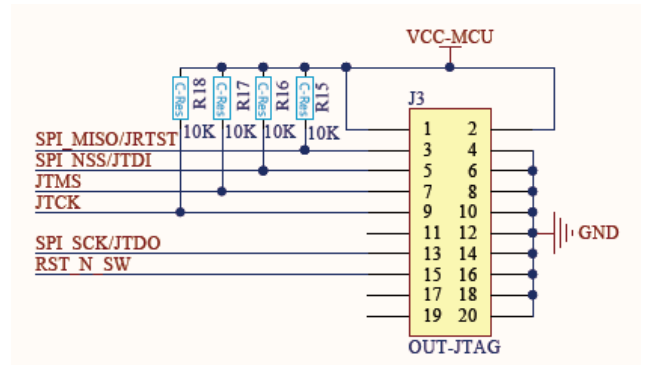 VCC-MCU
C-Res R18 C-Res R17 C-Res R16 C-Res R15
J3
10K 10K 10K 10K
1 2
SPI_MISO/JRTST 3 4
SPI_NSS/JTDI 5 6
JTMS 7 8
JTCK 9 10
11 12 GND
SPI_SCK/JTDO 13 14
RST_N_SW 15 16
17 18
19 20
OUT-JTAG